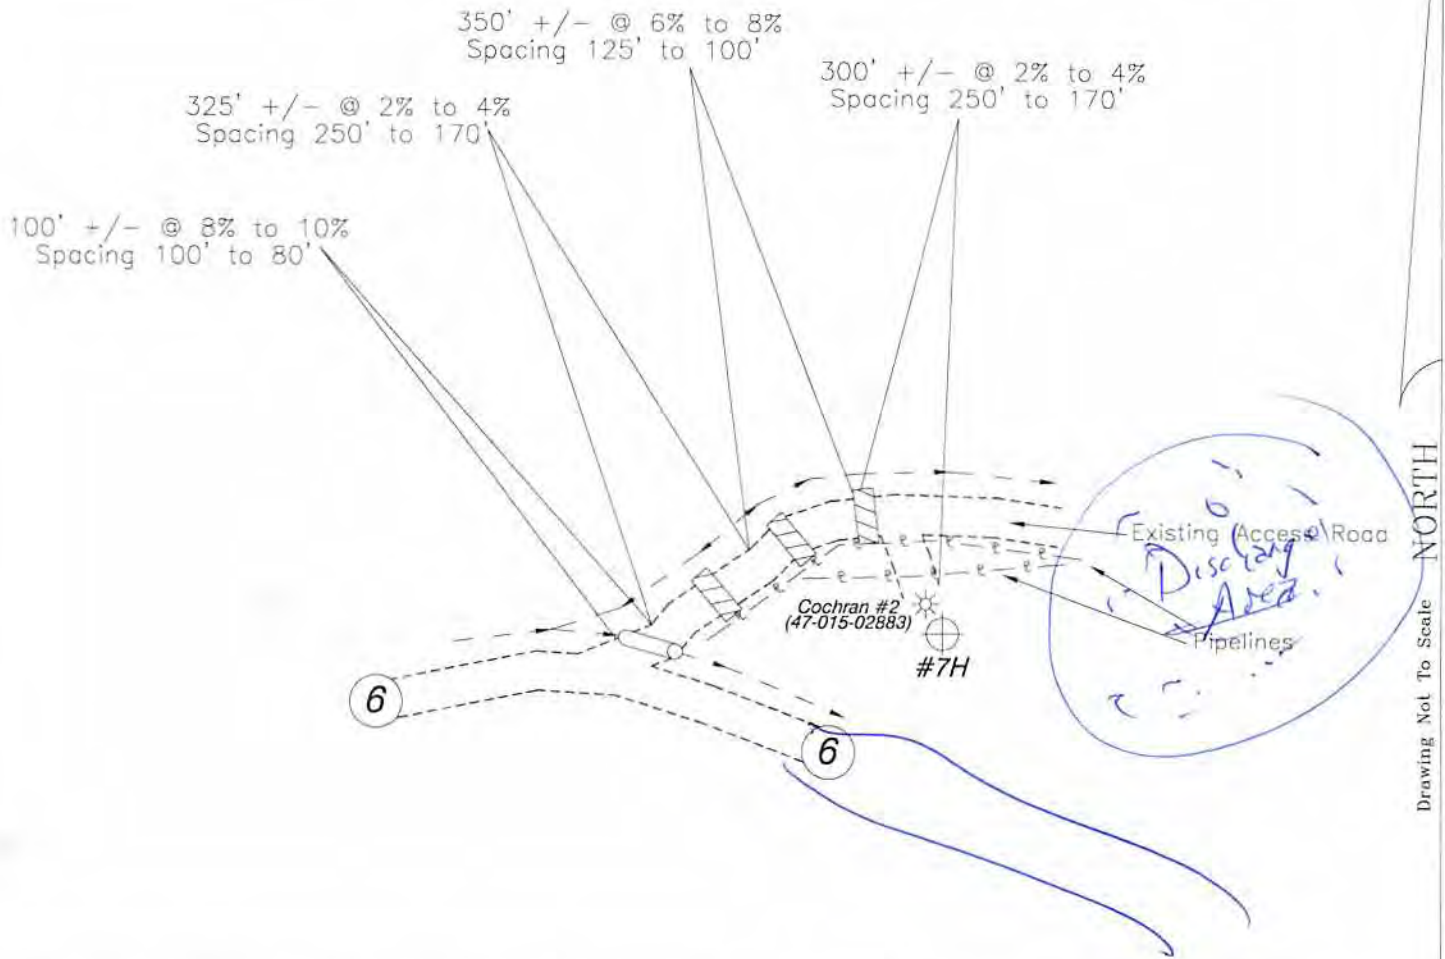 350' +/- @ 6% to 8%
Spacing 125' to 100'
300' +/- @ 2% to 4%
Spacing 250' to 170'
325' +/- @ 2% to 4%
Spacing 250' to 170'
100' +/- @ 8% to 10%
Spacing 100' to 80'
NORTH
Existing Access Road
Discharge
Area
Pipelines
Cochran #2
(47-015-02883)
#7H
6
6
Drawing Not To Scale